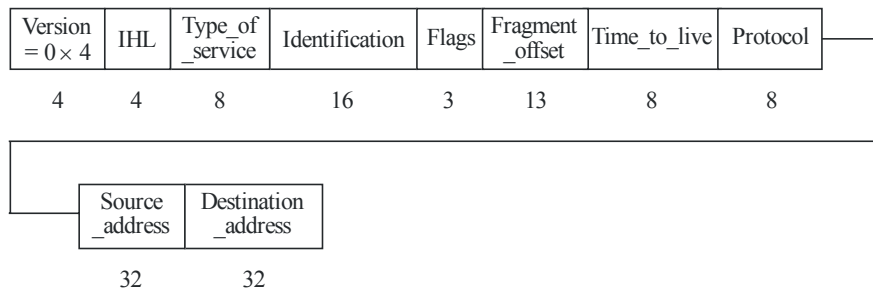 Version
= 0 × 4
IHL
Type_of
_service
Identification
Flags
Fragment
_offset
Time_to_live
Protocol
4 4 8 16 3 13 8 8
Source
_address
Destination
_address
32 32